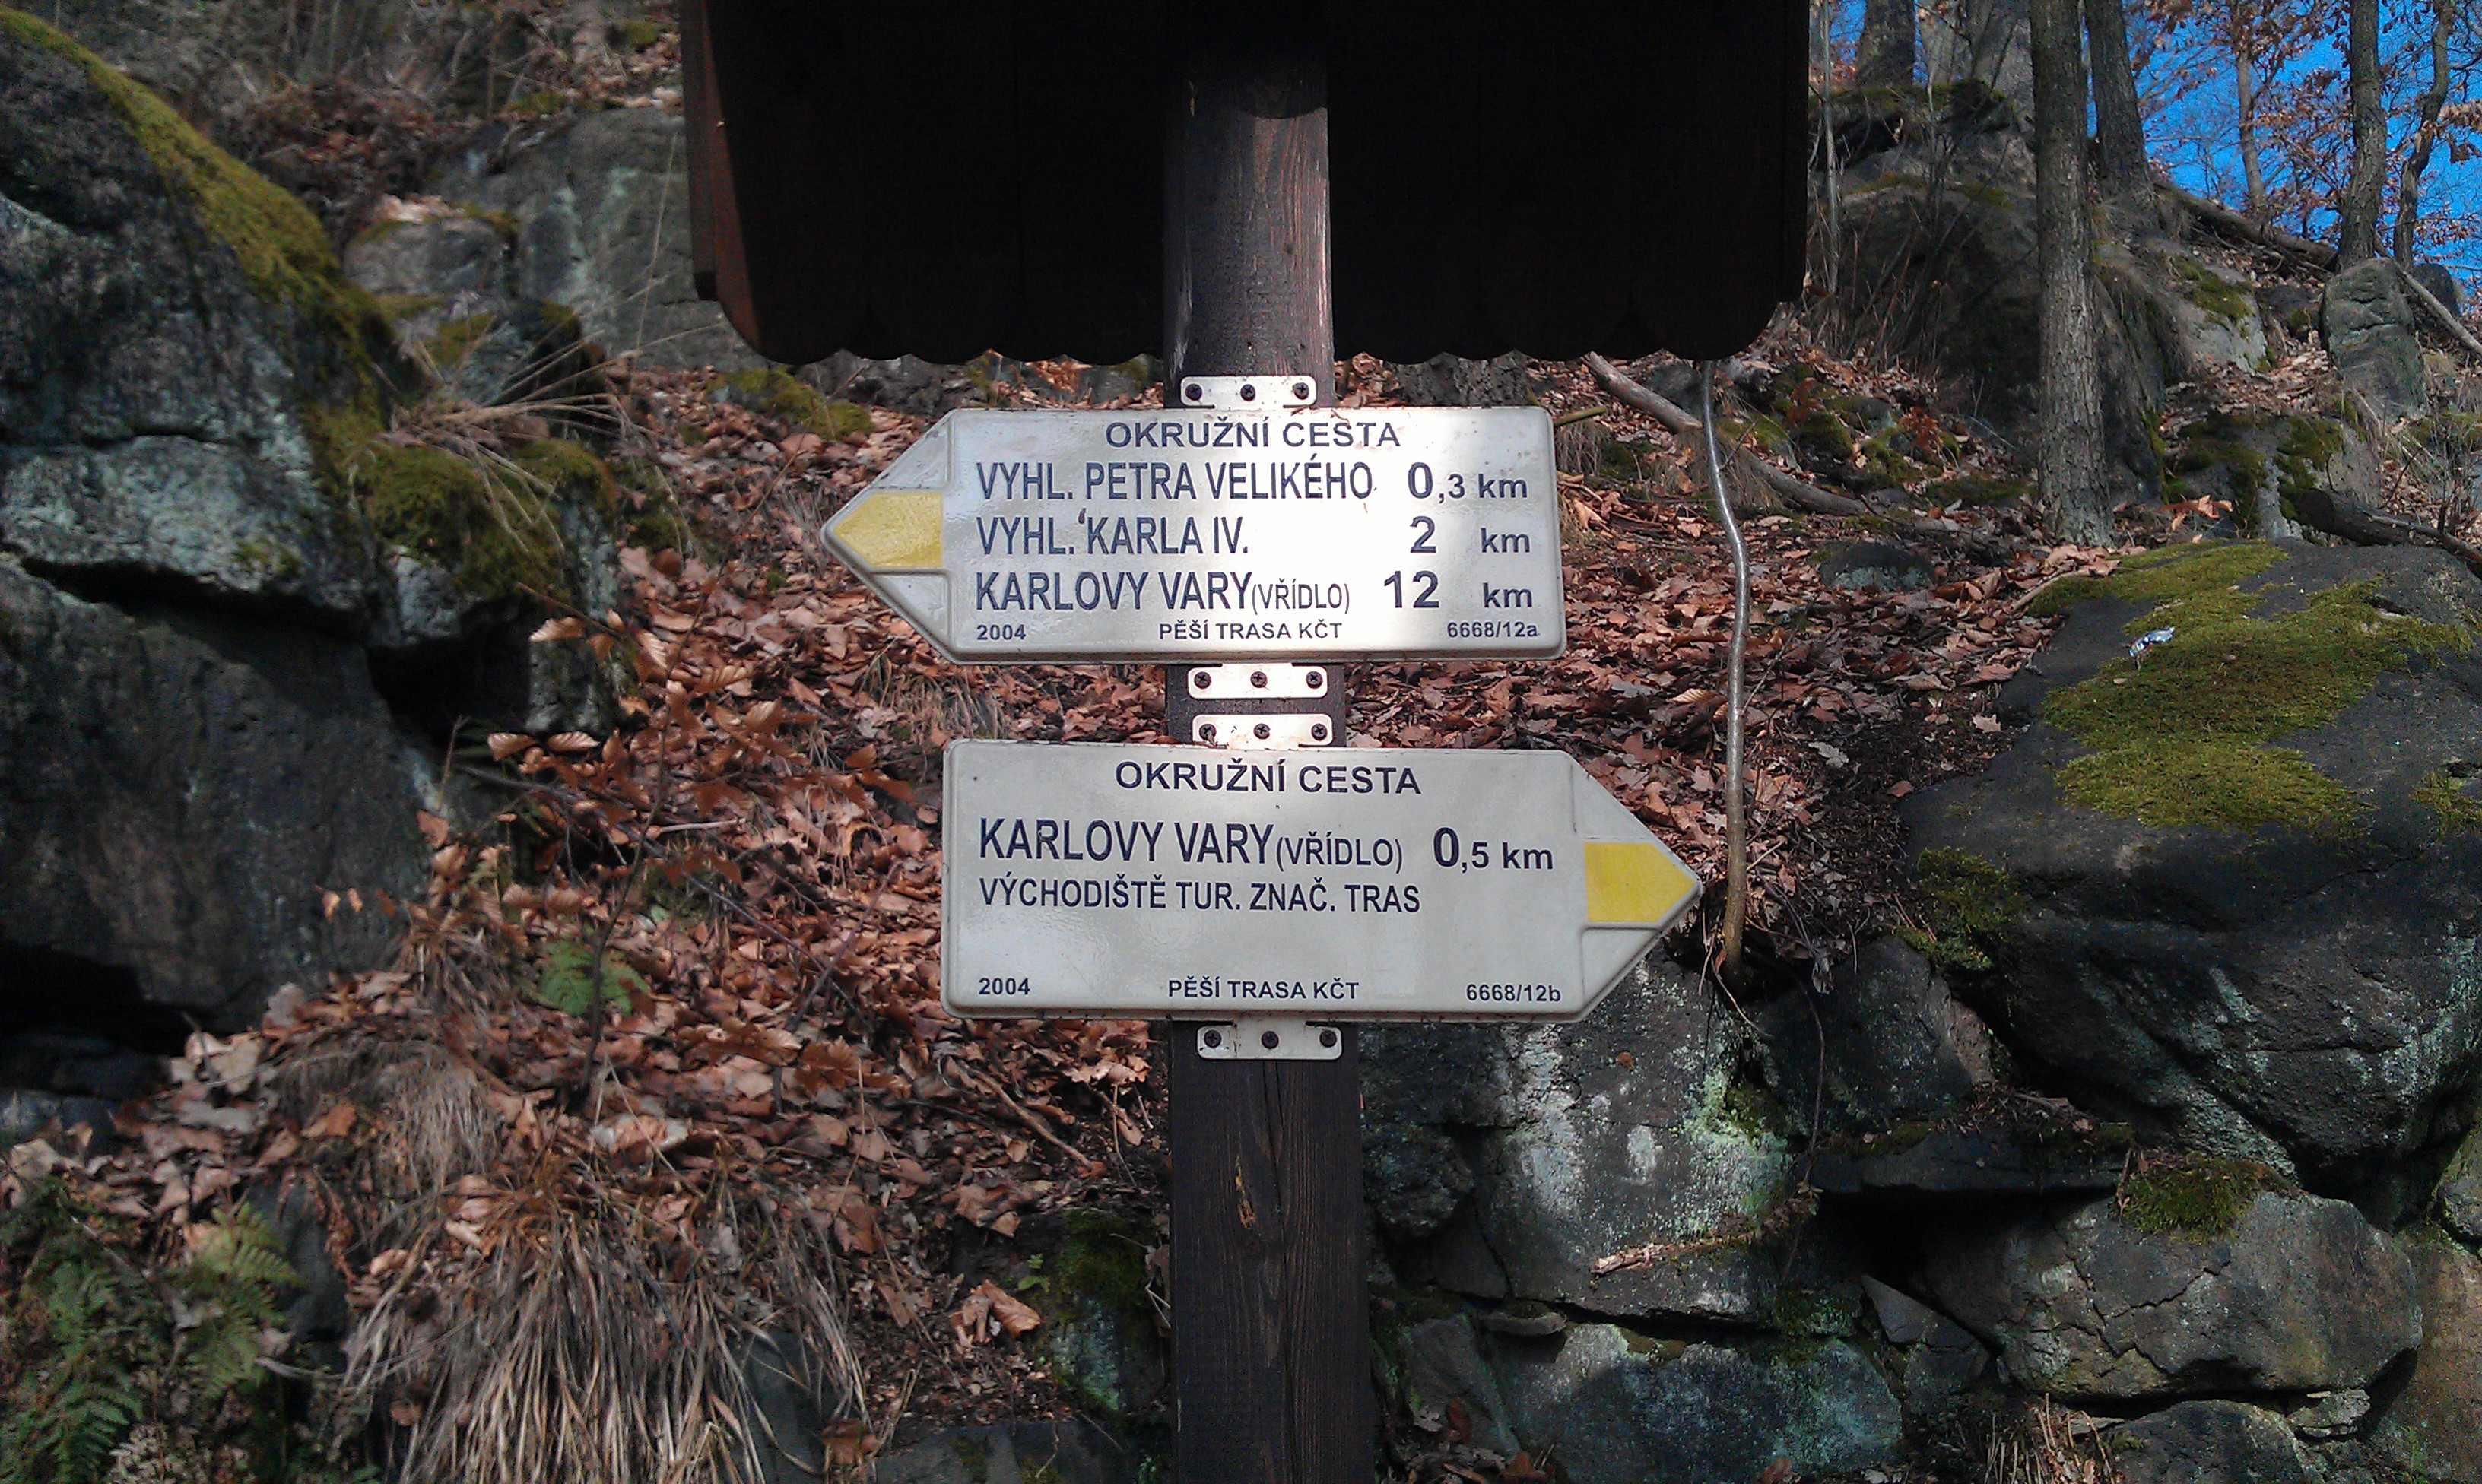 OKRUŽNÍ CESTA
VYHL. PETRA VELIKÉHO 0,3 km
VYHL. KARLA IV. 2 km
KARLOVY VARY(VŘÍDLO) 12 km
2004 PĚŠÍ TRASA KČT 6668/12a
OKRUŽNÍ CESTA
KARLOVY VARY(VŘÍDLO) 0,5 km
VÝCHODIŠTĚ TUR. ZNAČ. TRAS
2004 PĚŠÍ TRASA KČT 6668/12b